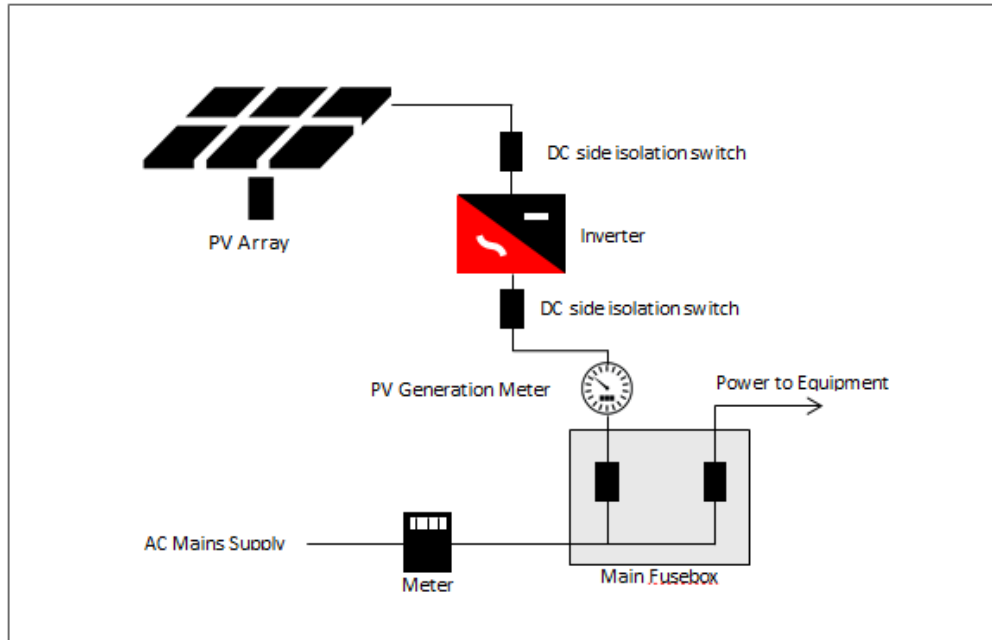 DC side isolation switch
PV Array
Inverter
DC side isolation switch
PV Generation Meter
Power to Equipment
AC Mains Supply
Meter
Main Fusebox